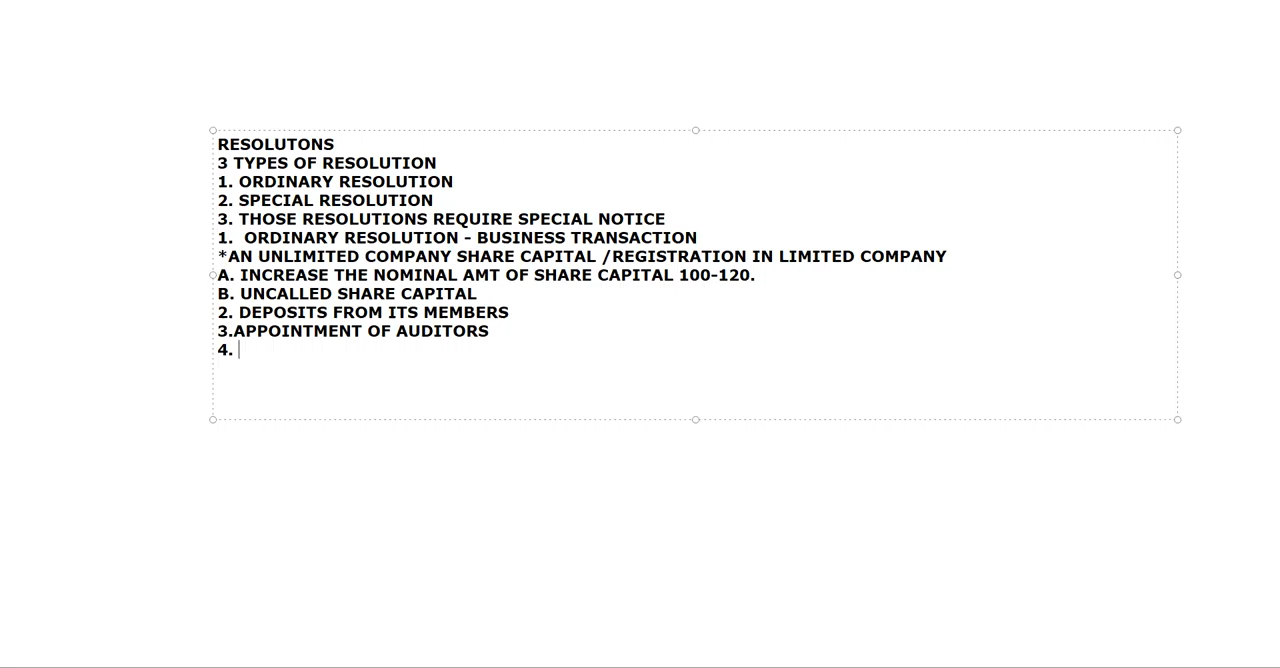 RESOLUTONS
3 TYPES OF RESOLUTION
1. ORDINARY RESOLUTION
2. SPECIAL RESOLUTION
3. THOSE RESOLUTIONS REQUIRE SPECIAL NOTICE
1.  ORDINARY RESOLUTION - BUSINESS TRANSACTION
*AN UNLIMITED COMPANY SHARE CAPITAL /REGISTRATION IN LIMITED COMPANY
A. INCREASE THE NOMINAL AMT OF SHARE CAPITAL 100-120.
B. UNCALLED SHARE CAPITAL
2. DEPOSITS FROM ITS MEMBERS
3.APPOINTMENT OF AUDITORS
4.